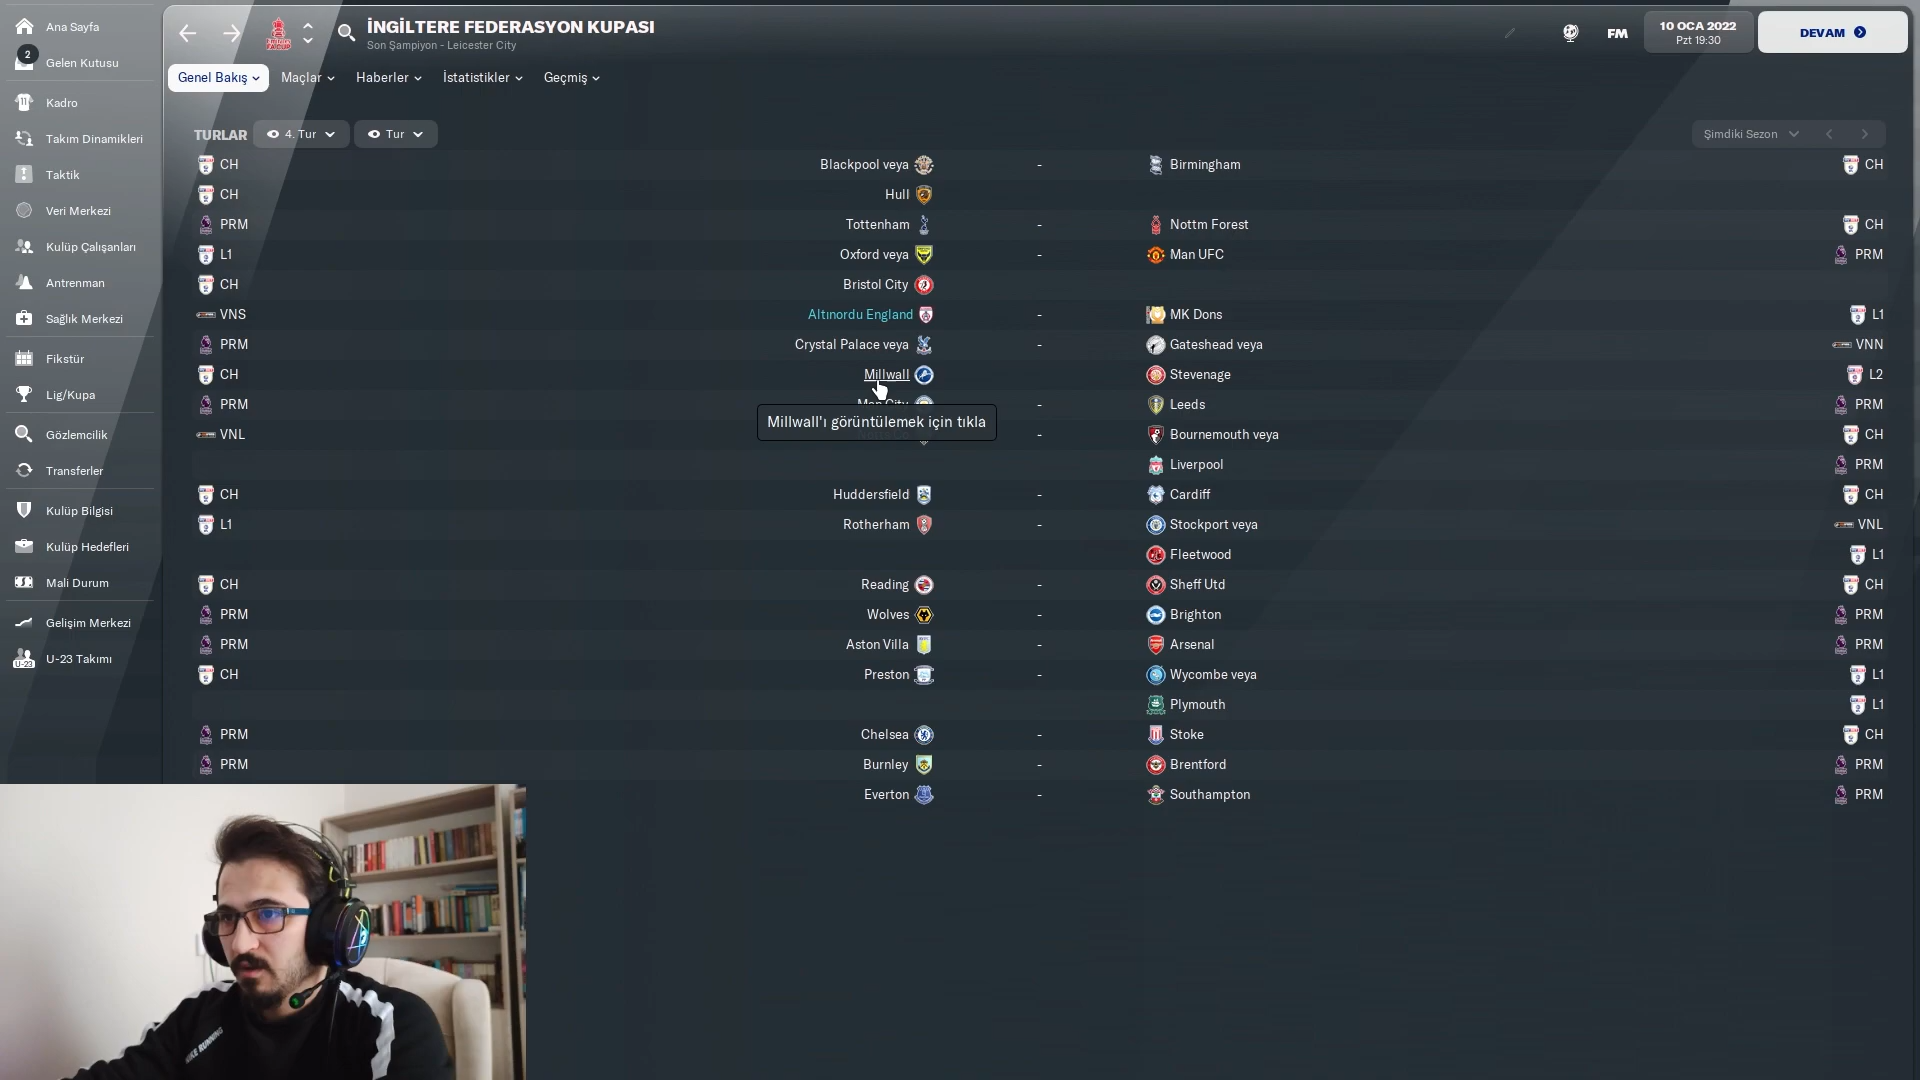 Ana Sayfa
2
Gelen Kutusu
Kadro
Takım Dinamikleri
Taktik
Veri Merkezi
Kulüp Çalışanları
Antrenman
Sağlık Merkezi
Fikstür
Lig/Kupa
Gözlemcilik
Transferler
Kulüp Bilgisi
Kulüp Hedefleri
Mali Durum
Gelişim Merkezi
U-23 Takımı
İNGİLTERE FEDERASYON KUPASI
Son Şampiyon - Leicester City
FM
10 OCA 2022
Pzt 19:30
DEVAM
Genel Bakış Maçlar Haberler İstatistikler Geçmiş
TURLAR 4. Tur Tur Şimdiki Sezon
CH Blackpool veya - Birmingham CH
CH Hull
PRM Tottenham - Nottm Forest CH
L1 Oxford veya - Man UFC PRM
CH Bristol City
VNS Altınordu England - MK Dons L1
PRM Crystal Palace veya - Gateshead veya VNN
CH Millwall Stevenage L2
PRM Man City - Leeds PRM
Millwall'ı görüntülemek için tıkla
VNL - Bournemouth veya CH
Liverpool PRM
CH Huddersfield - Cardiff CH
L1 Rotherham - Stockport veya VNL
Fleetwood L1
CH Reading - Sheff Utd CH
PRM Wolves - Brighton PRM
PRM Aston Villa - Arsenal PRM
CH Preston - Wycombe veya L1
Plymouth L1
PRM Chelsea - Stoke CH
PRM Burnley - Brentford PRM
Everton - Southampton PRM
NIKE RUNNING